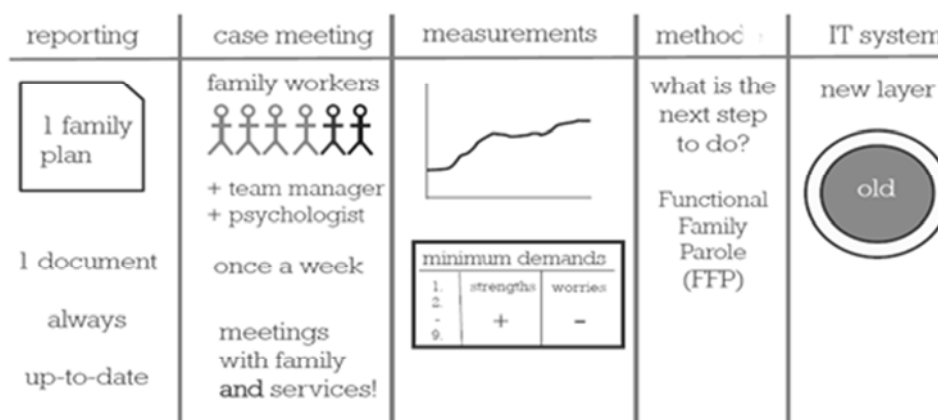 reporting
1 family
plan
1 document
always
up-to-date
case meeting
family workers
+ team manager
+ psychologist
once a week
meetings
with family
and services!
measurements
minimum demands
1. strengths worries
2.
- + -
9.
method
what is the
next step
to do?
Functional
Family
Parole
(FFP)
IT system
new layer
old